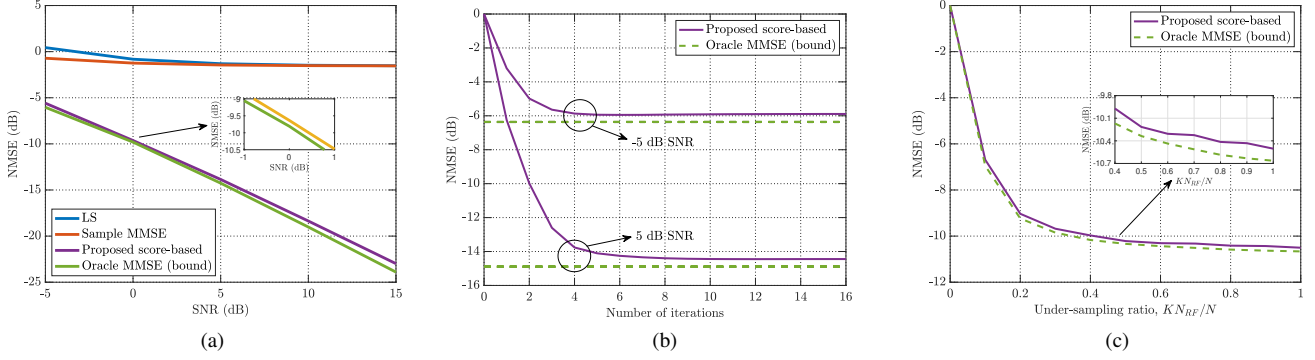 5
0
-5
-10
-15
-20
-25
NMSE (dB)
-5
0
5
10
15
SNR (dB)
LS
Sample MMSE
Proposed score-based
Oracle MMSE (bound)
-9
-9.5
-10
-10.5
NMSE (dB)
-1
0
1
SNR (dB)
(a)
0
-2
-4
-6
-8
-10
-12
-14
-16
NMSE (dB)
0
2
4
6
8
10
12
14
16
Number of iterations
Proposed score-based
Oracle MMSE (bound)
-5 dB SNR
5 dB SNR
(b)
0
-2
-4
-6
-8
-10
-12
NMSE (dB)
0
0.2
0.4
0.6
0.8
1
Under-sampling ratio, KN_RF/N
Proposed score-based
Oracle MMSE (bound)
-9.8
-10.1
-10.4
-10.7
NMSE (dB)
0.4
0.5
0.6
0.7
0.8
0.9
1
KN_RF/N
(c)